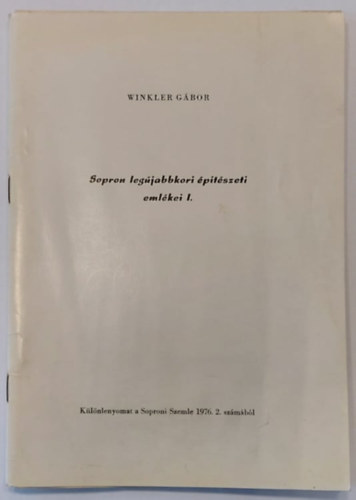 WINKLER GÁBOR
Sopron legújabbkori építészeti
emlékei I.
Különlenyomat a Soproni Szemle 1976. 2. számából